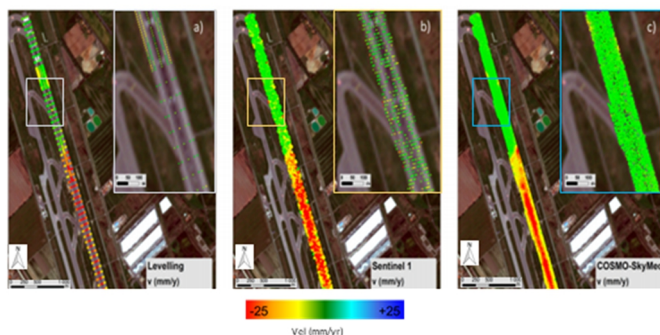 a)
b)
c)
Levelling
v (mm/y)
Sentinel 1
v (mm/y)
COSMO-SkyMed
v (mm/y)
-25
+25
Vel (mm/yr)